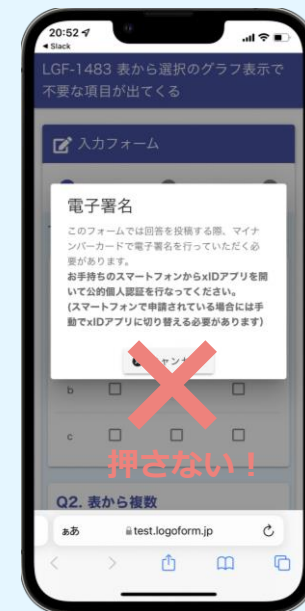 20:52
◀ Slack
LGF-1483 表から選択のグラフ表示で
不要な項目が出てくる
入力フォーム
電子署名
このフォームでは回答を投稿する際、マイナ
ンバーカードで電子署名を行っていただく必
要があります。
お手持ちのスマートフォンからxIDアプリを開
いて公的個人認証を行なってください。
(スマートフォンで申請されている場合には手
動でxIDアプリに切り替える必要があります)
b
c
押さない！
Q2. 表から複数
ぁあ
test.logoform.jp